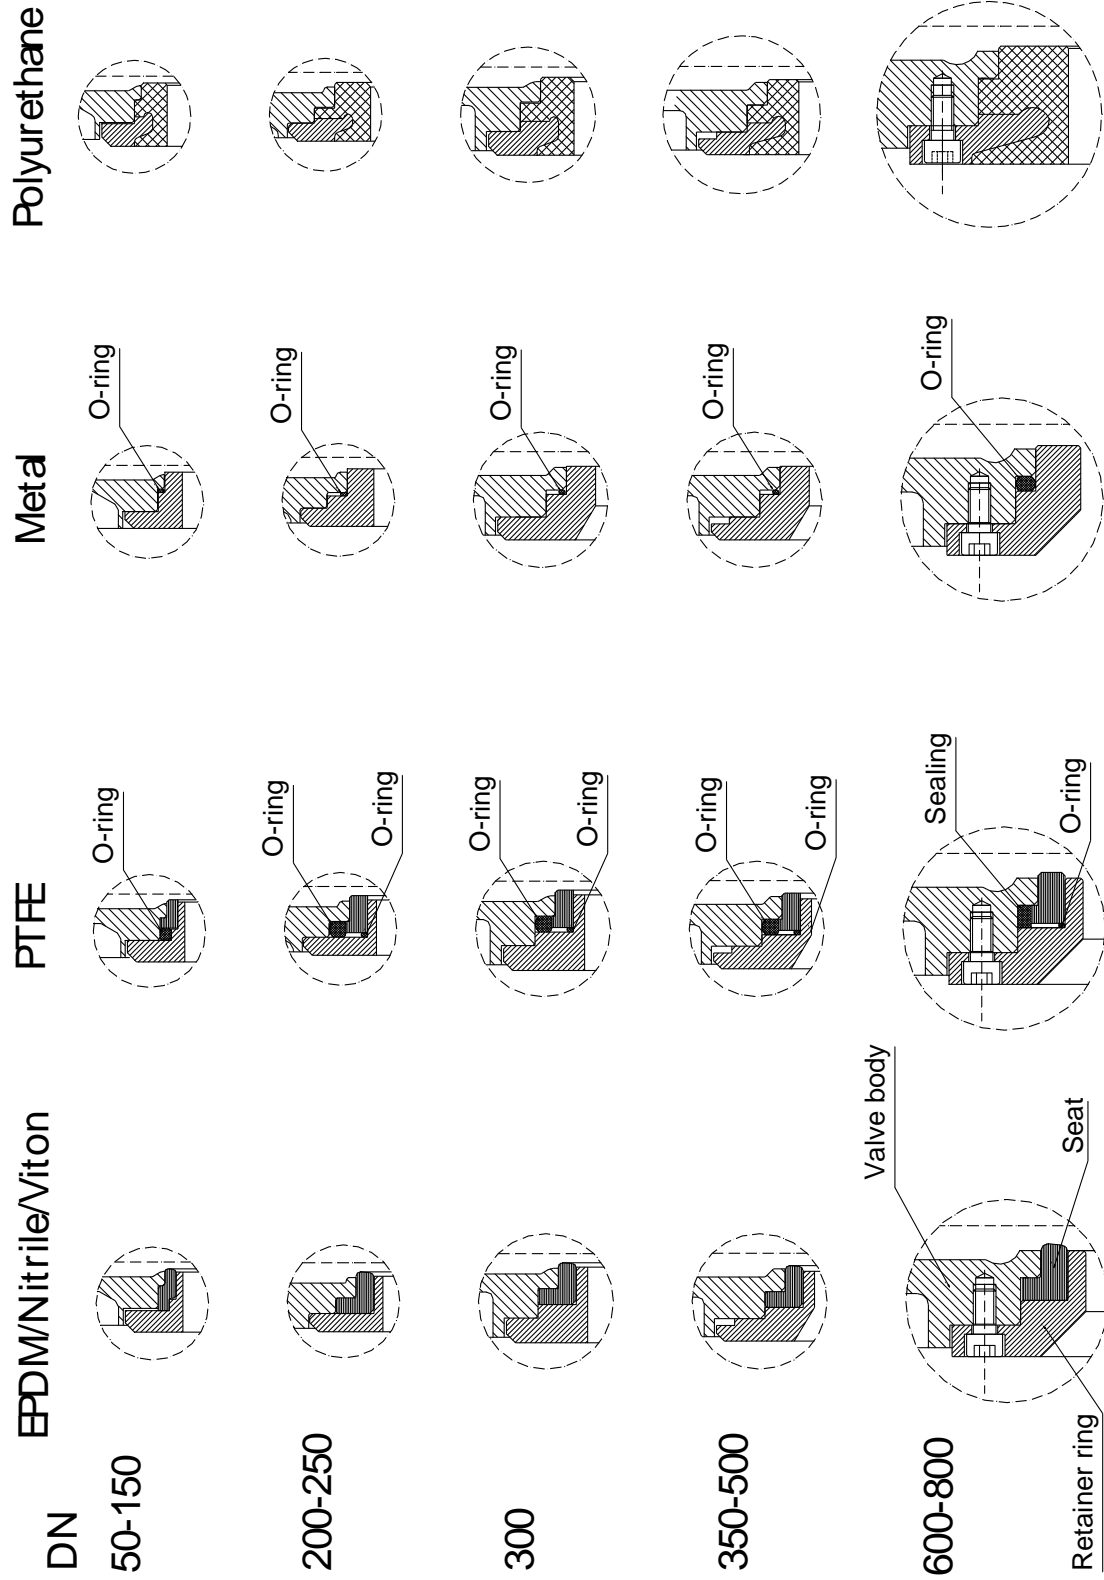 DN
EPDM/Nitrile/Viton
PTFE
Metal
Polyurethane
50-150
O-ring
O-ring
200-250
O-ring
O-ring
O-ring
300
O-ring
O-ring
O-ring
350-500
O-ring
O-ring
O-ring
600-800
Retainer ring
Valve body
Seat
Sealing
O-ring
O-ring